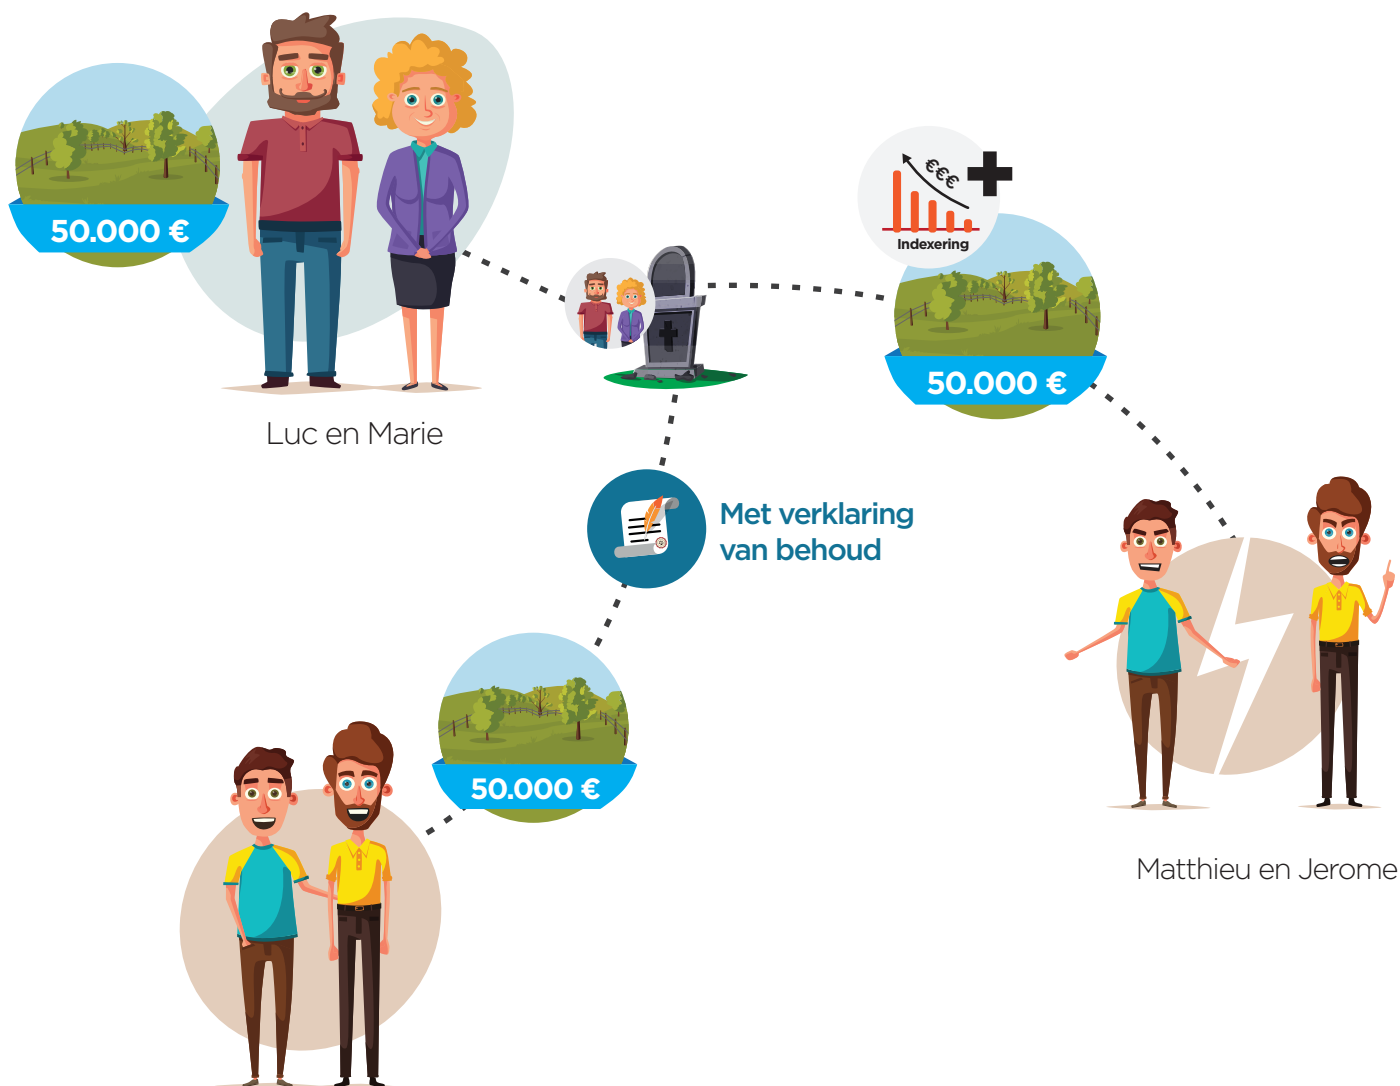 50.000 €
Luc en Marie
€€€
Indexering
50.000 €
Met verklaring
van behoud
50.000 €
Matthieu en Jerome